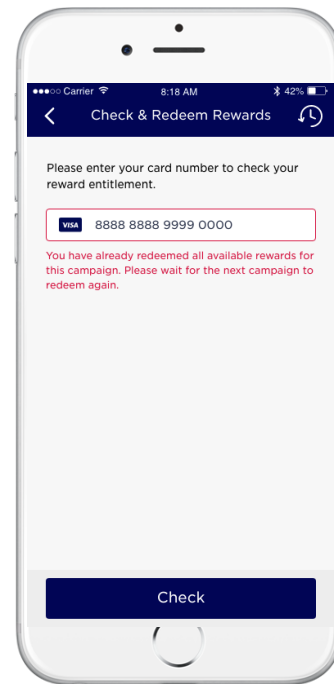 Carrier 8:18 AM 42%
Check & Redeem Rewards
Please enter your card number to check your
reward entitlement.
VISA 8888 8888 9999 0000
You have already redeemed all available rewards for
this campaign. Please wait for the next campaign to
redeem again.
Check